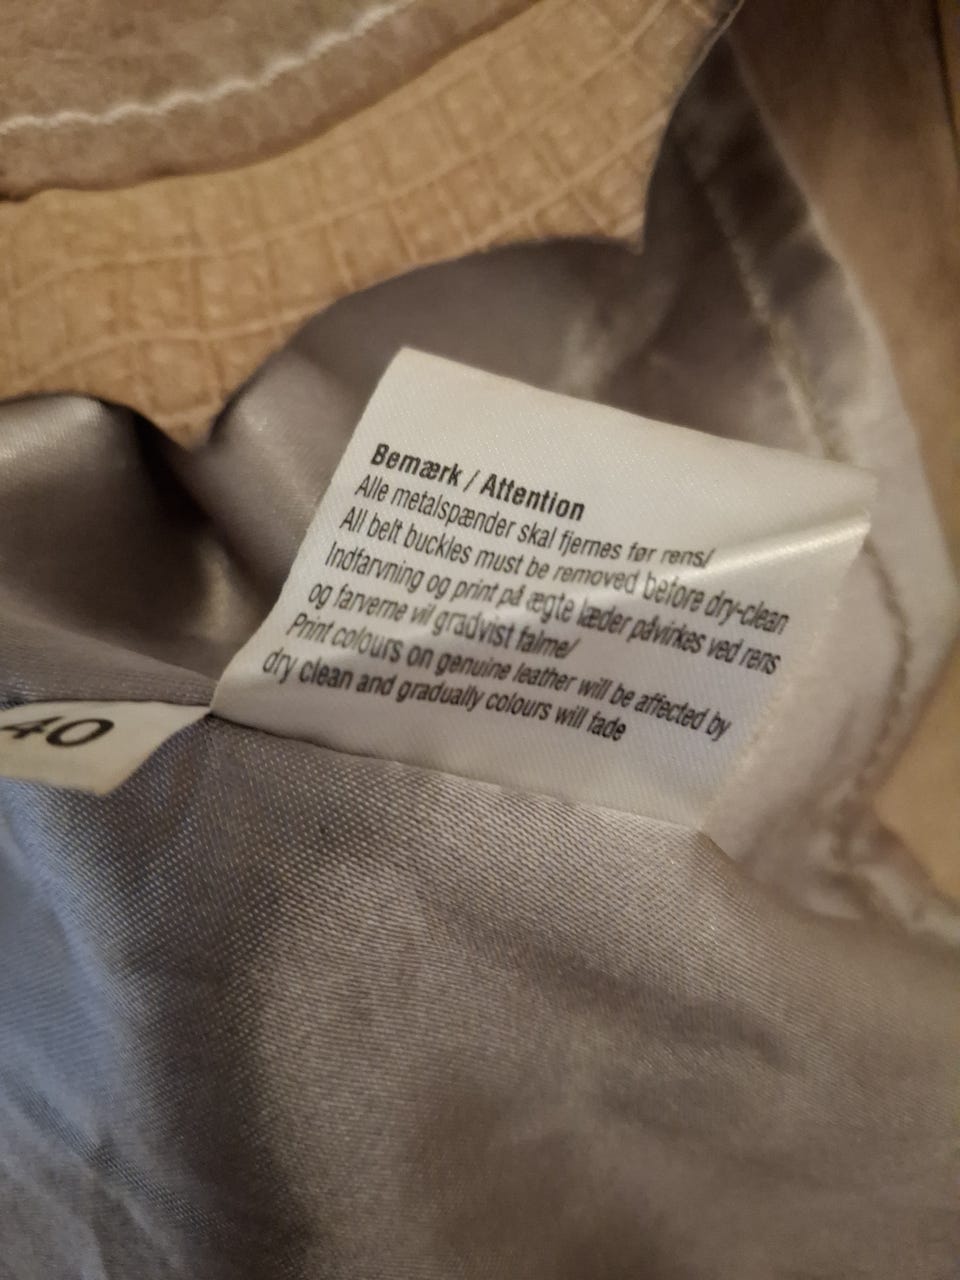 Bemærk / Attention
Alle metalspænder skal fjernes før rens/
All belt buckles must be removed before dry-clean
Indfarvning og print på ægte læder påvirkes ved rens
og farverne vil gradvist falme/
Print colours on genuine leather will be affected by
dry clean and gradually colours will fade
40